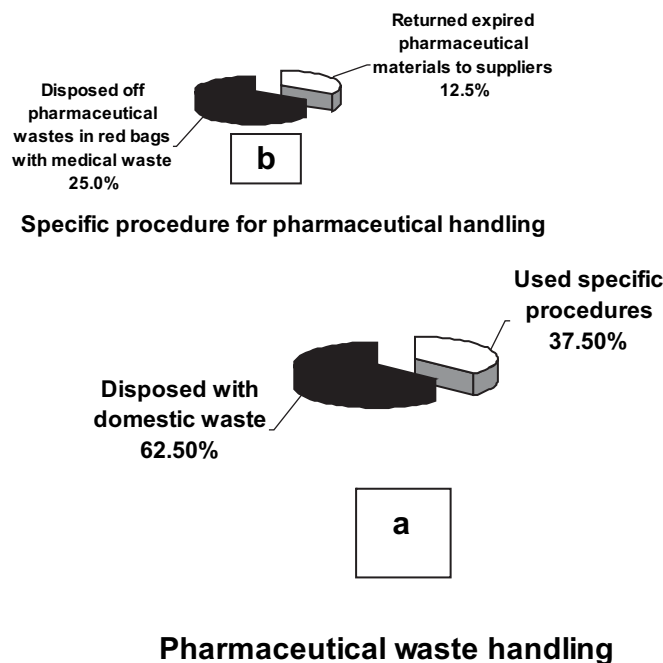 Returned expired
pharmaceutical
materials to suppliers
12.5%
Disposed off
pharmaceutical
wastes in red bags
with medical waste
25.0%
b
Specific procedure for pharmaceutical handling
Used specific
procedures
37.50%
Disposed with
domestic waste
62.50%
a
Pharmaceutical waste handling